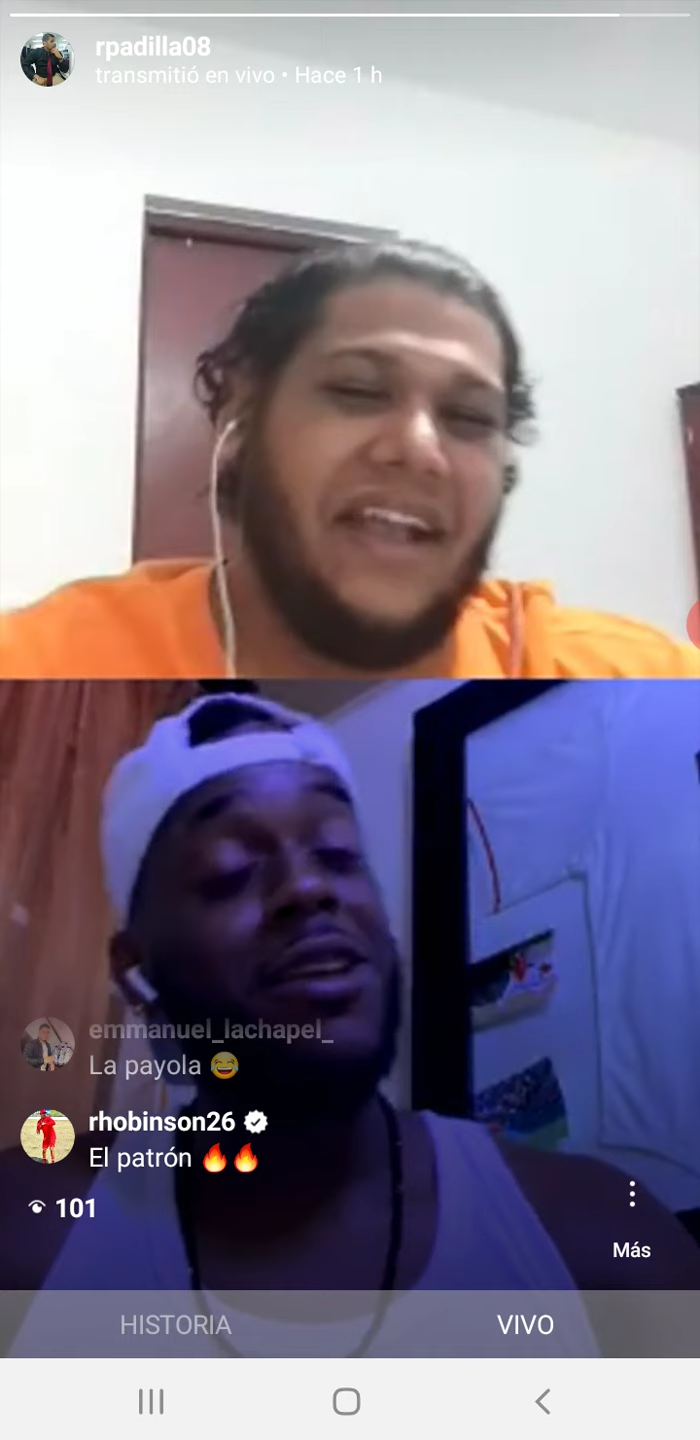 rpadilla08
transmitió en vivo • Hace 1 h
emmanuel_lachapel_
La payola 😂
rhobinson26
El patrón 🔥🔥
101
Más
HISTORIA
VIVO